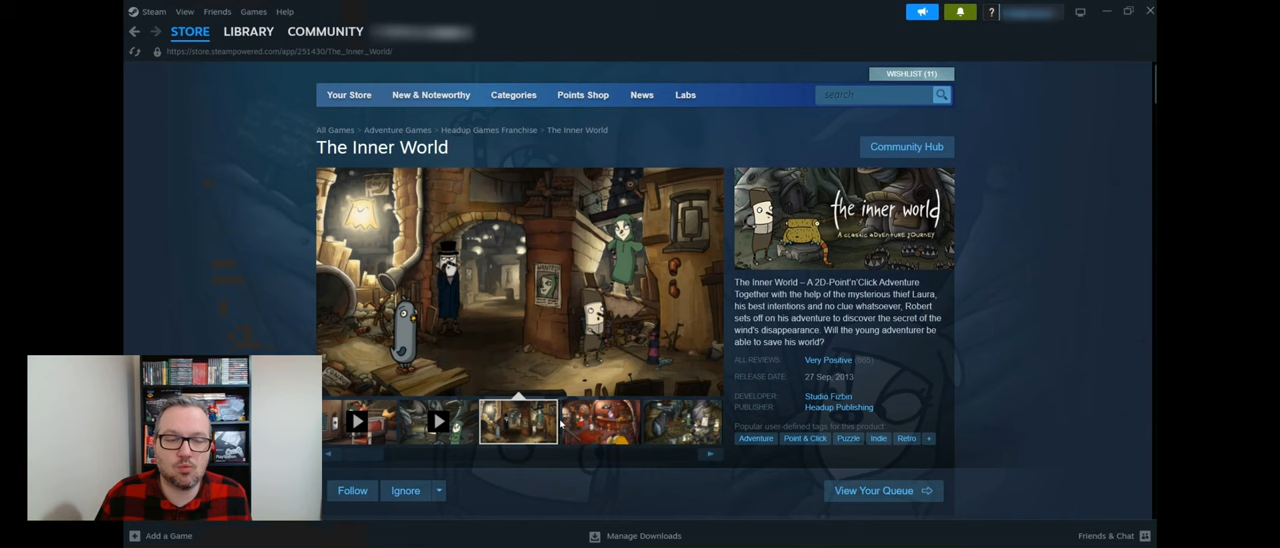 Steam View Friends Games Help
?
STORE LIBRARY COMMUNITY
https://store.steampowered.com/app/251430/The_Inner_World/
WISHLIST (11)
Your Store New & Noteworthy Categories Points Shop News Labs search
All Games > Adventure Games > Headup Games Franchise > The Inner World
The Inner World
Community Hub
WANTED
the inner world
A CLASSIC ADVENTURE JOURNEY
The Inner World – A 2D-Point'n'Click Adventure
Together with the help of the mysterious thief Laura,
his best intentions and no clue whatsoever, Robert
sets off on his adventure to discover the secret of the
wind's disappearance. Will the young adventurer be
able to save his world?
ALL REVIEWS: Very Positive
RELEASE DATE: 27 Sep, 2013
DEVELOPER: Studio Fizbin
PUBLISHER: Headup Publishing
Popular user-defined tags for this product:
Adventure Point & Click Puzzle Indie Retro +
Follow Ignore View Your Queue
Add a Game Manage Downloads Friends & Chat